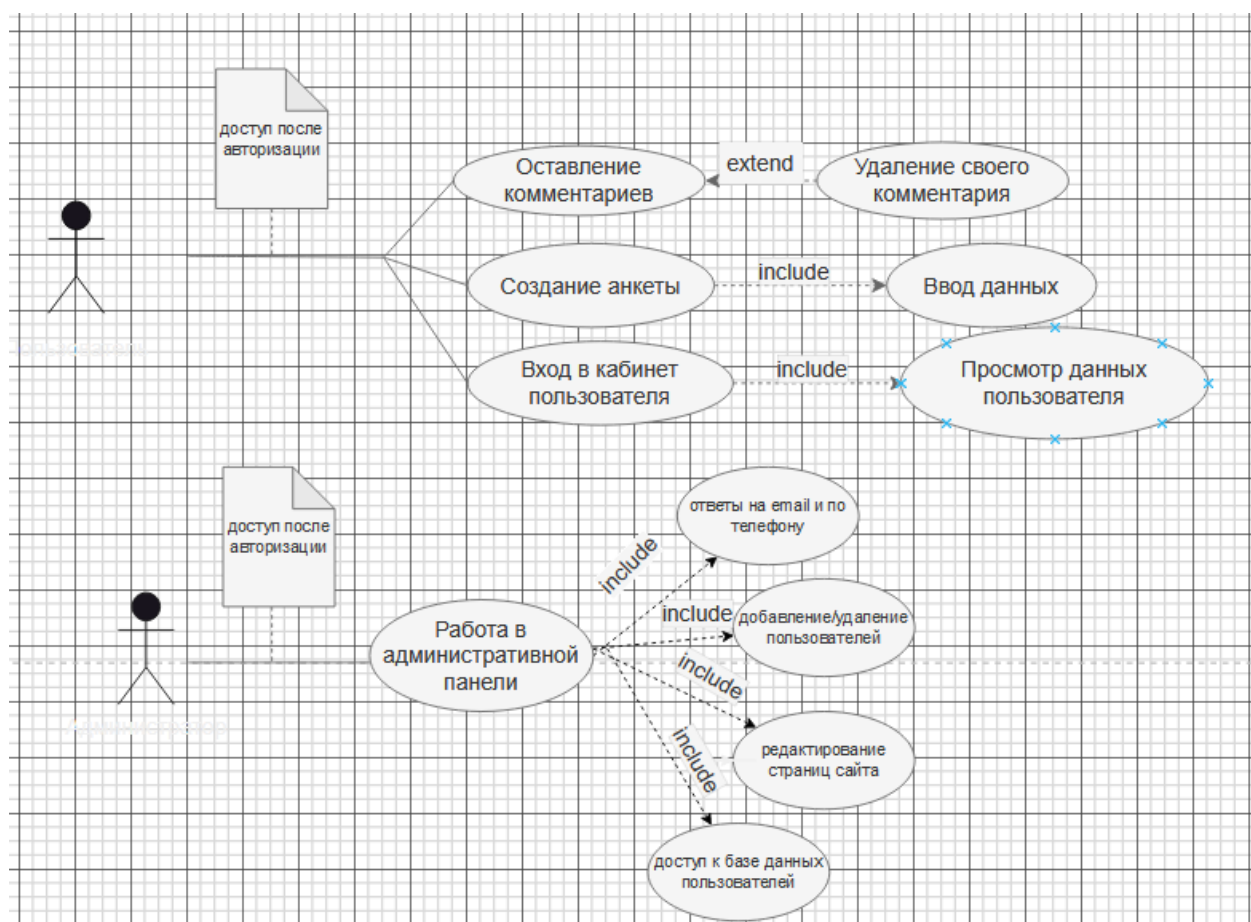 доступ после
авторизации
Оставление
комментариев
extend
Удаление своего
комментария
Создание анкеты
include
Ввод данных
Вход в кабинет
пользователя
include
Просмотр данных
пользователя
доступ после
авторизации
ответы на email и по
телефону
include
Работа в
административной
панели
include
добавление/удаление
пользователей
include
редактирование
страниц сайта
include
доступ к базе данных
пользователей